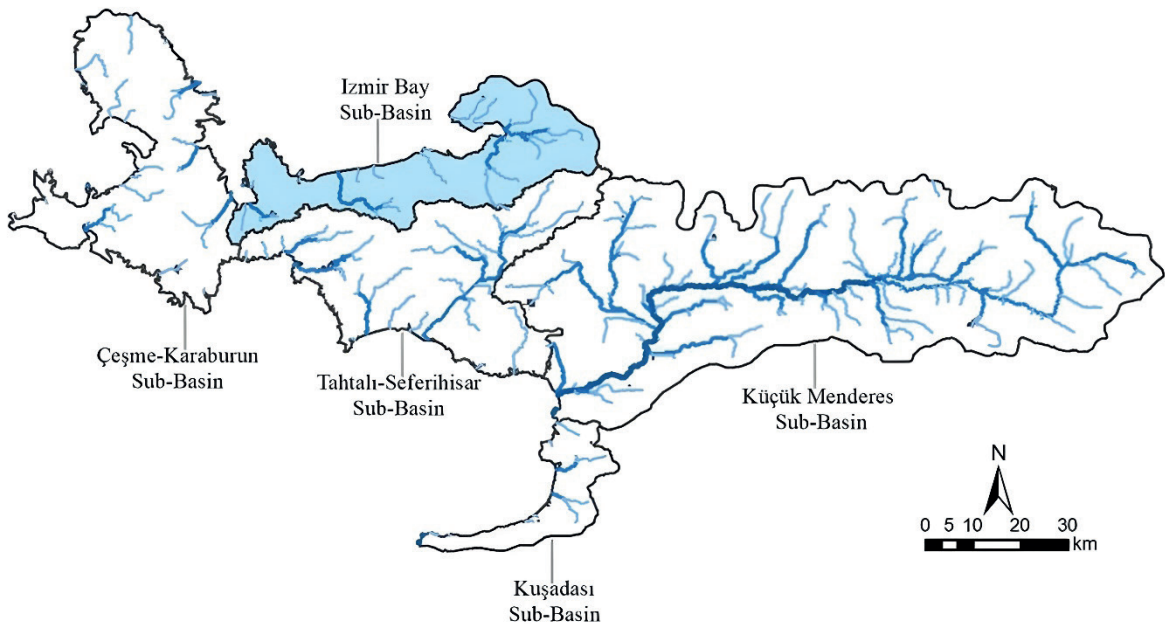 Izmir Bay
Sub-Basin
Çeşme-Karaburun
Sub-Basin
Tahtalı-Seferihisar
Sub-Basin
Küçük Menderes
Sub-Basin
Kuşadası
Sub-Basin
N
0 5 10 20 30
km